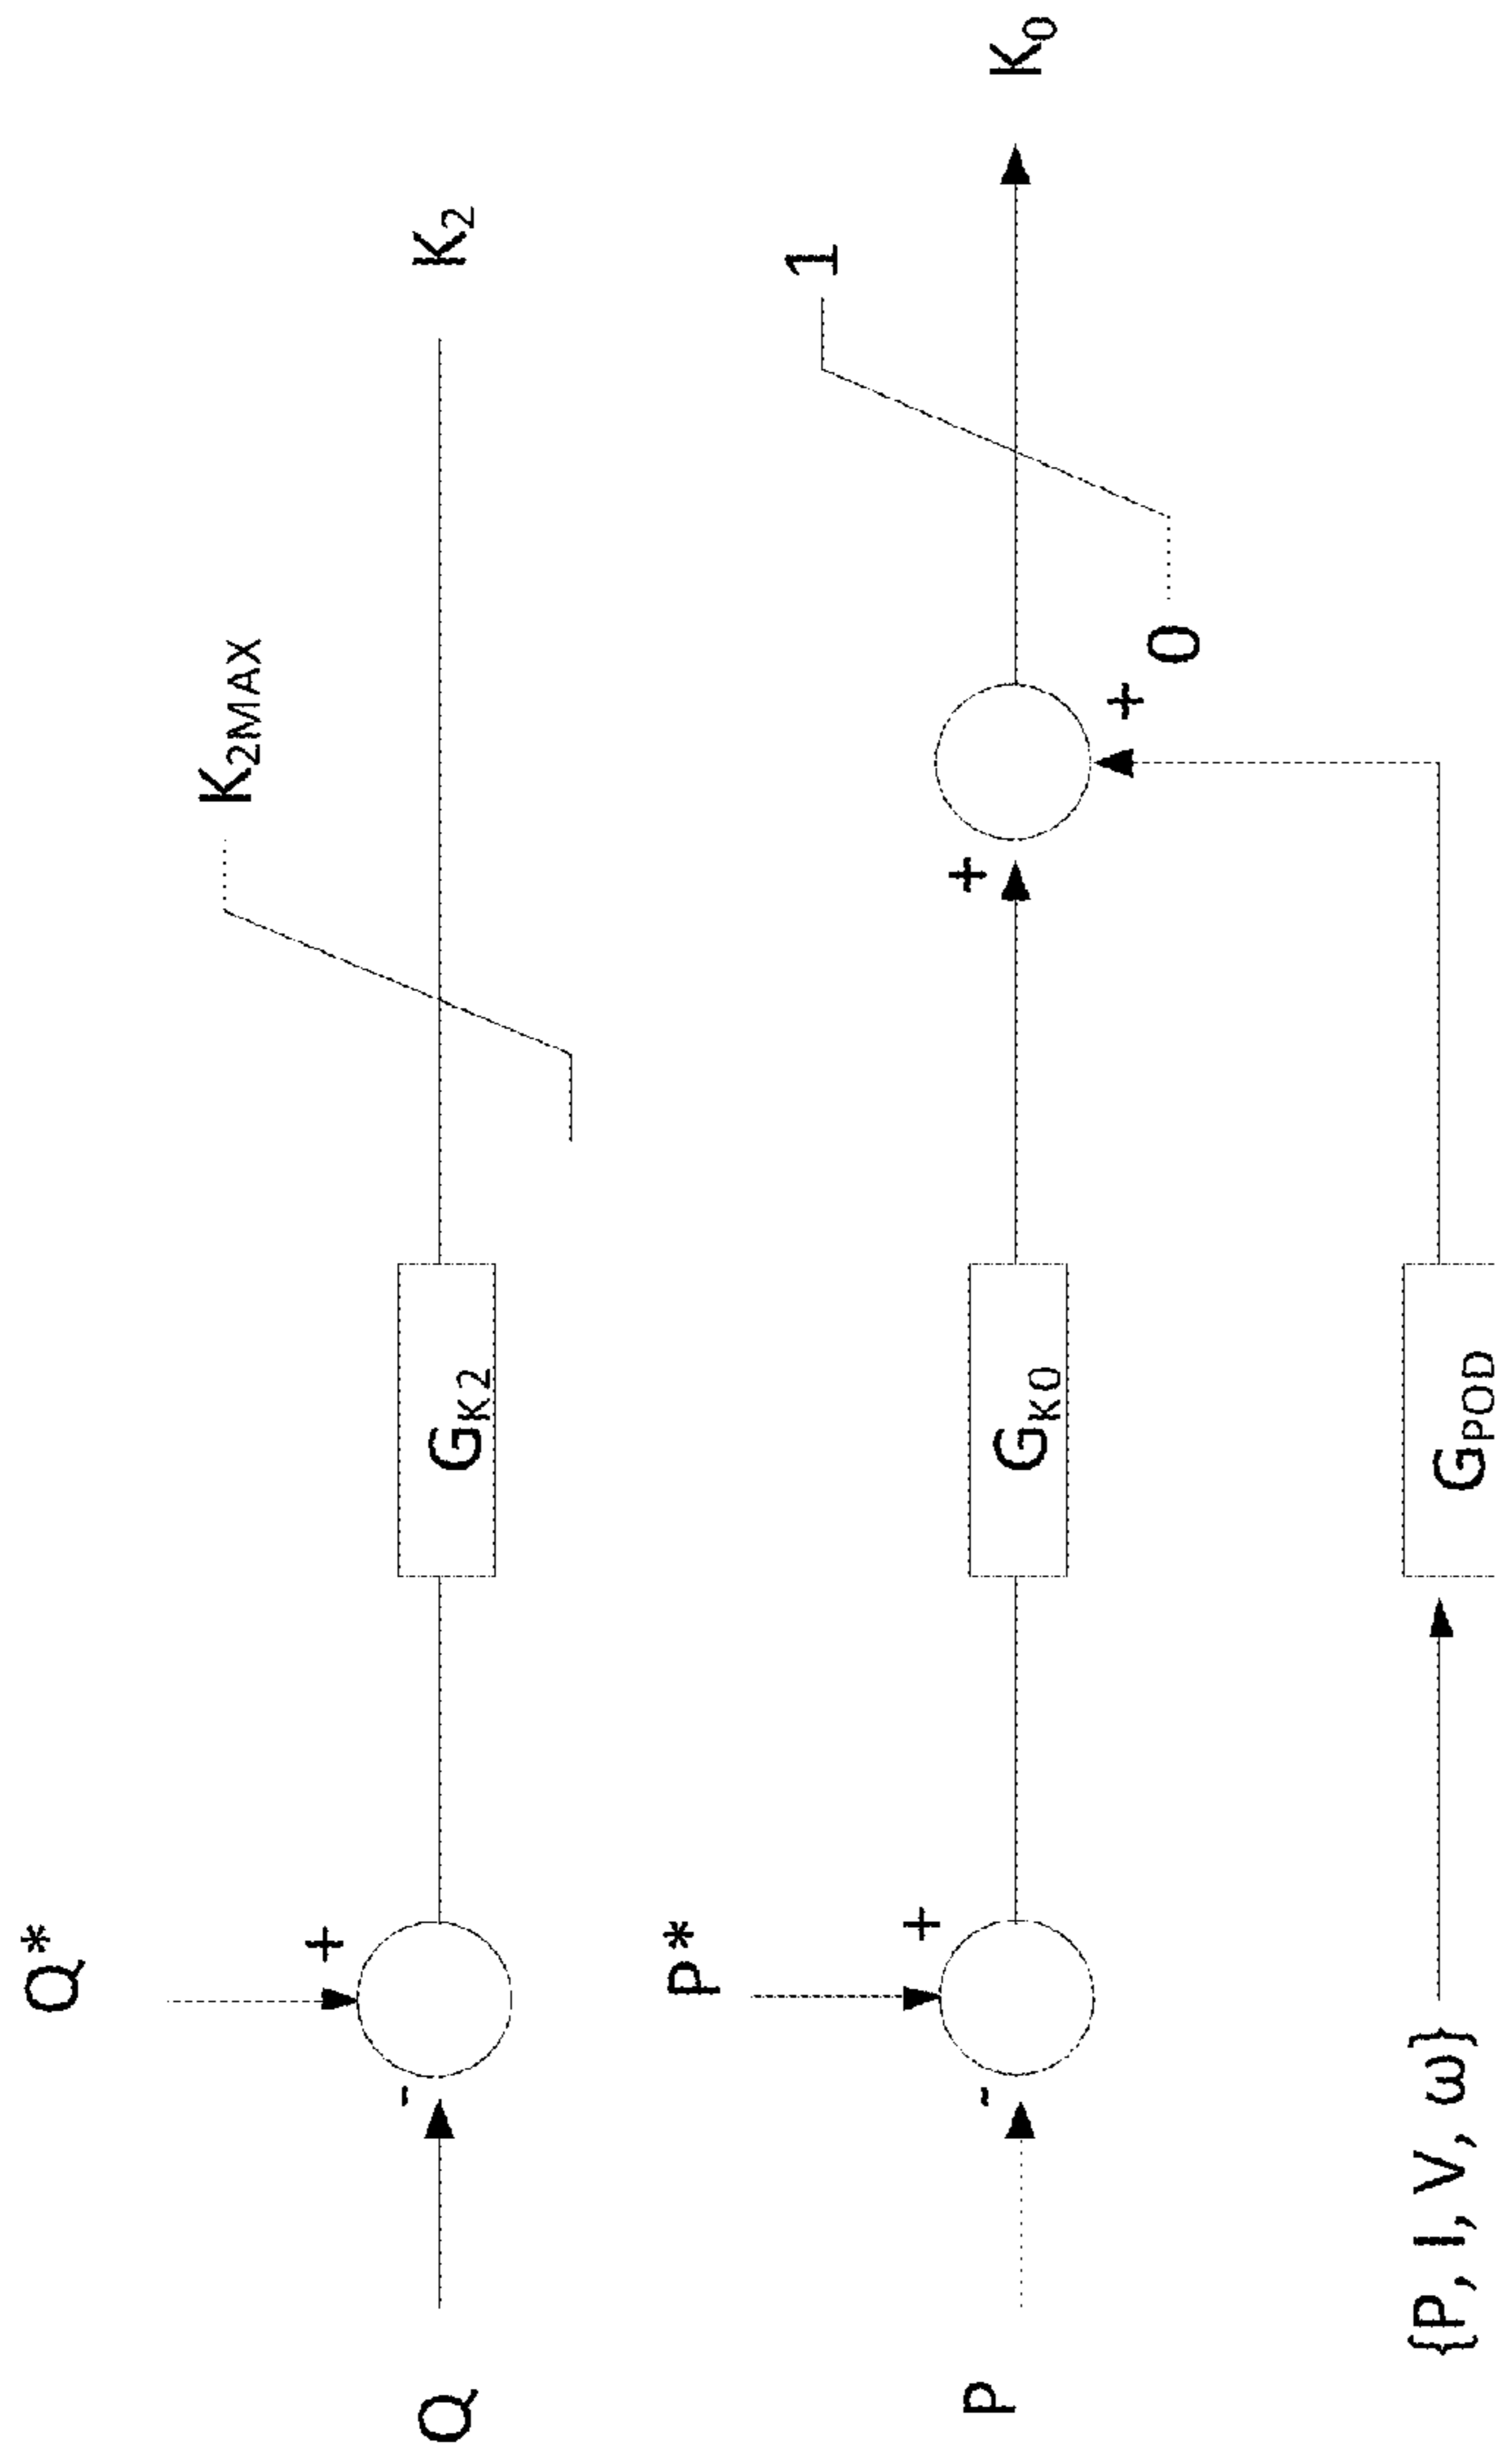 Q*
+
-
Q
G_K2
K_2MAX
K_2
P*
+
-
P
G_K0
+
+
1
0
K_0
{P, I, V, ω}
G_POD